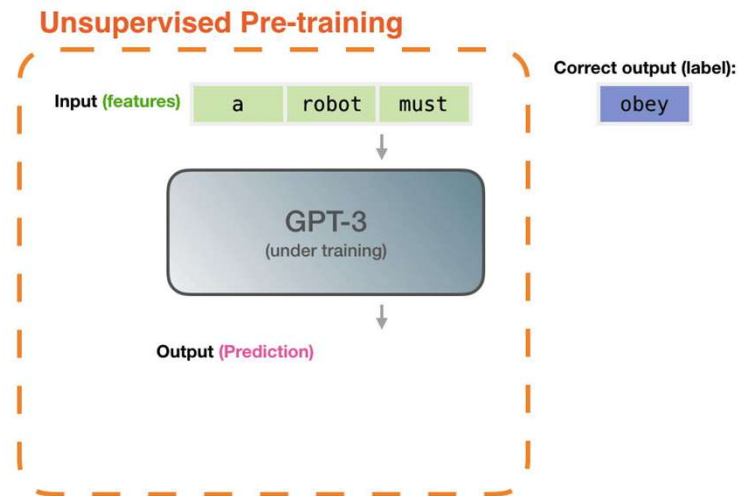 Unsupervised Pre-training
Correct output (label):
Input (features) a robot must
obey
GPT-3
(under training)
Output (Prediction)